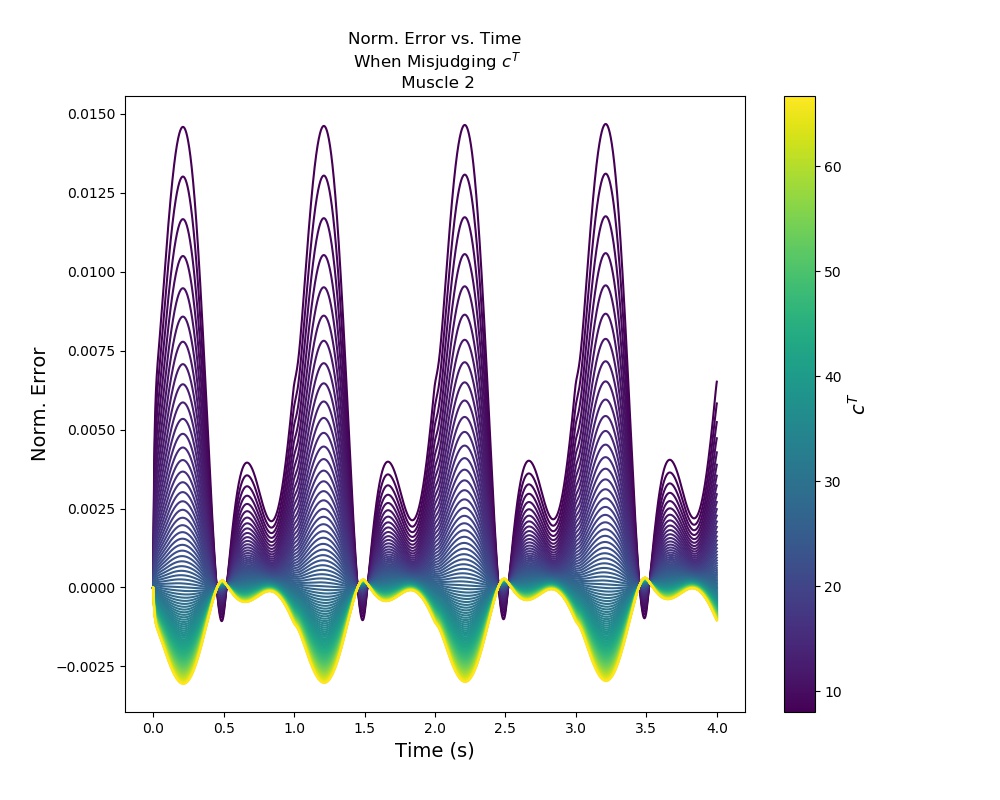 Norm. Error vs. Time
When Misjudging c^T
Muscle 2
Norm. Error
0.0150
0.0125
0.0100
0.0075
0.0050
0.0025
0.0000
−0.0025
0.0 0.5 1.0 1.5 2.0 2.5 3.0 3.5 4.0
Time (s)
60
50
40
30
20
10
c^T